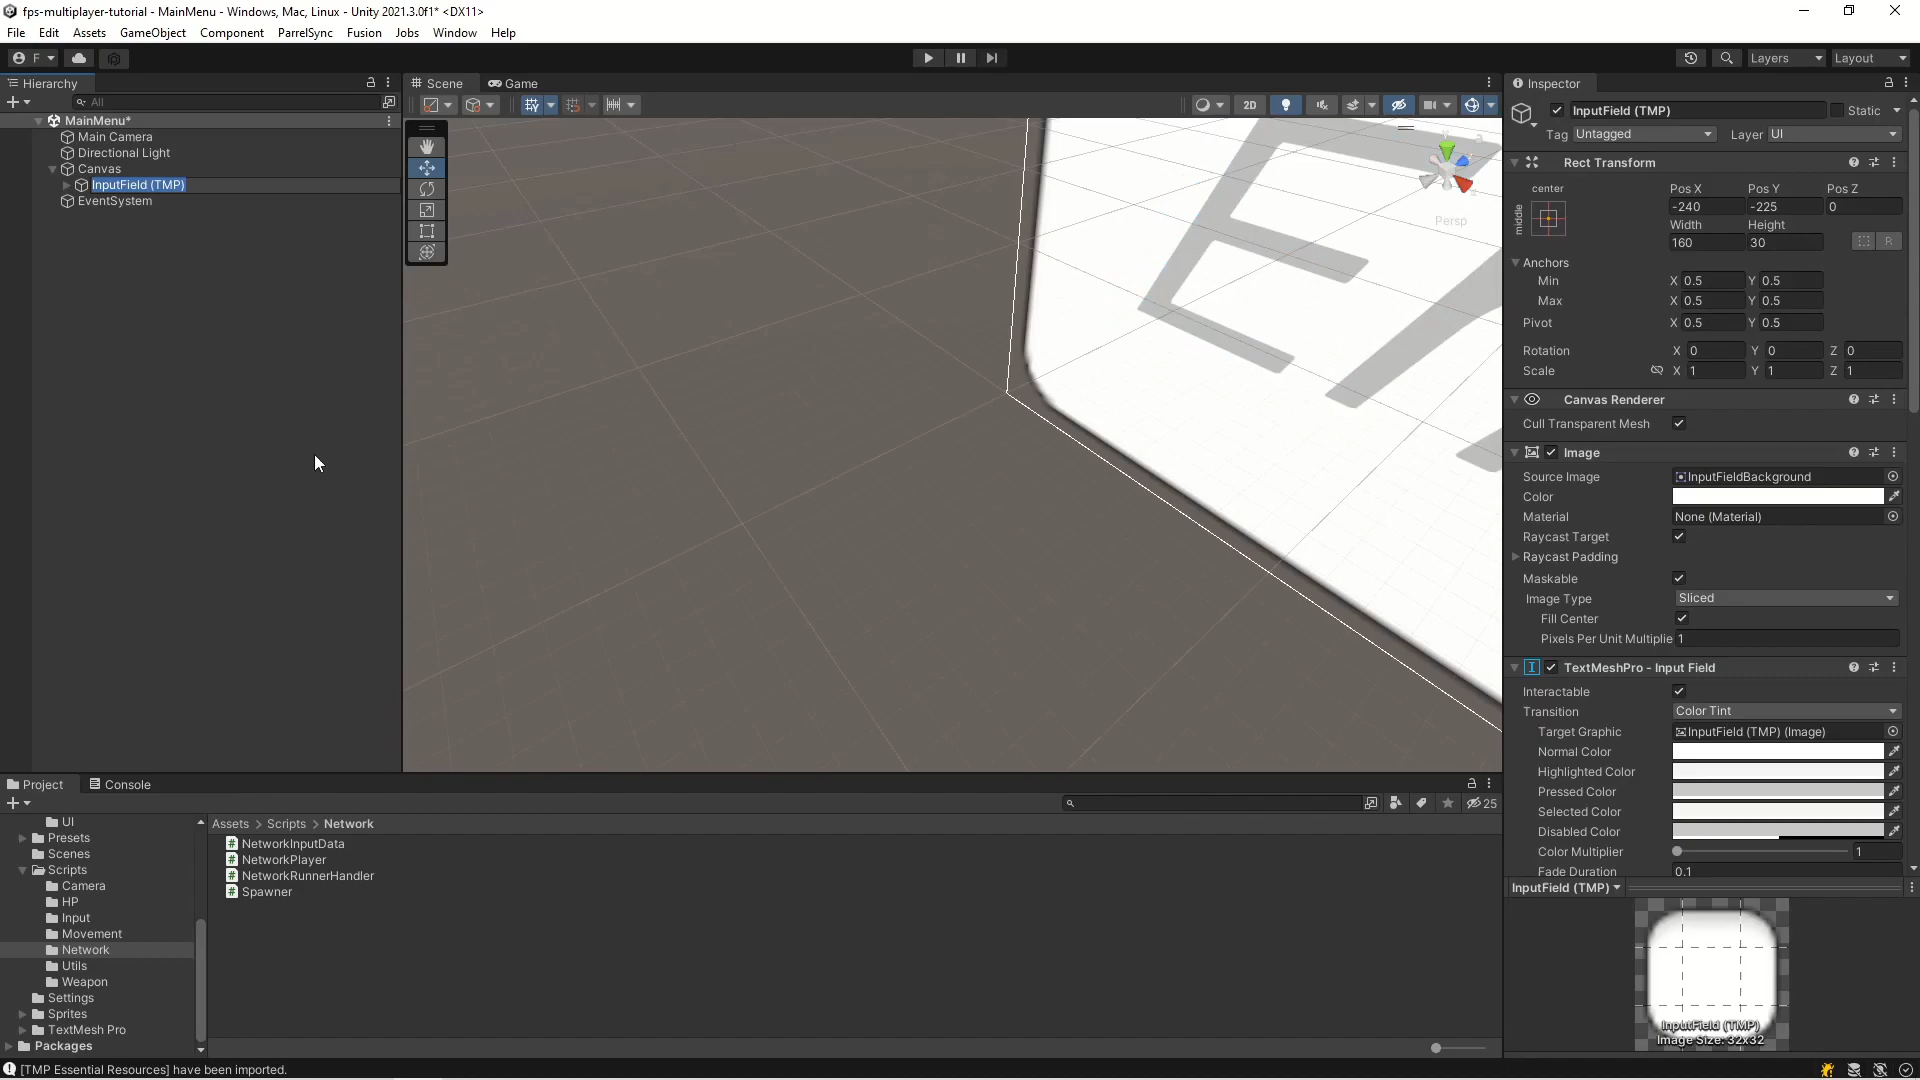 fps-multiplayer-tutorial - MainMenu - Windows, Mac, Linux - Unity 2021.3.0f1* <DX11>
File Edit Assets GameObject Component ParrelSync Fusion Jobs Window Help
F Layers Layout
Hierarchy
All
MainMenu*
Main Camera
Directional Light
Canvas
InputField (TMP)
EventSystem
Scene Game
2D
Persp
Inspector
InputField (TMP) Static
Tag Untagged Layer UI
Rect Transform
center
middle
Pos X Pos Y Pos Z
-240 -225 0
Width Height
160 30
R
Anchors
Min X 0.5 Y 0.5
Max X 0.5 Y 0.5
Pivot X 0.5 Y 0.5
Rotation X 0 Y 0 Z 0
Scale X 1 Y 1 Z 1
Canvas Renderer
Cull Transparent Mesh
Image
Source Image InputFieldBackground
Color
Material None (Material)
Raycast Target
Raycast Padding
Maskable
Image Type Sliced
Fill Center
Pixels Per Unit Multiplie 1
TextMeshPro - Input Field
Interactable
Transition Color Tint
Target Graphic InputField (TMP) (Image)
Normal Color
Highlighted Color
Pressed Color
Selected Color
Disabled Color
Color Multiplier 1
Fade Duration 0.1
InputField (TMP)
InputField (TMP)
Image Size: 32x32
Project Console
25
UI
Presets
Scenes
Scripts
Camera
HP
Input
Movement
Network
Utils
Weapon
Settings
Sprites
TextMesh Pro
Packages
Assets > Scripts > Network
NetworkInputData
NetworkPlayer
NetworkRunnerHandler
Spawner
[TMP Essential Resources] have been imported.